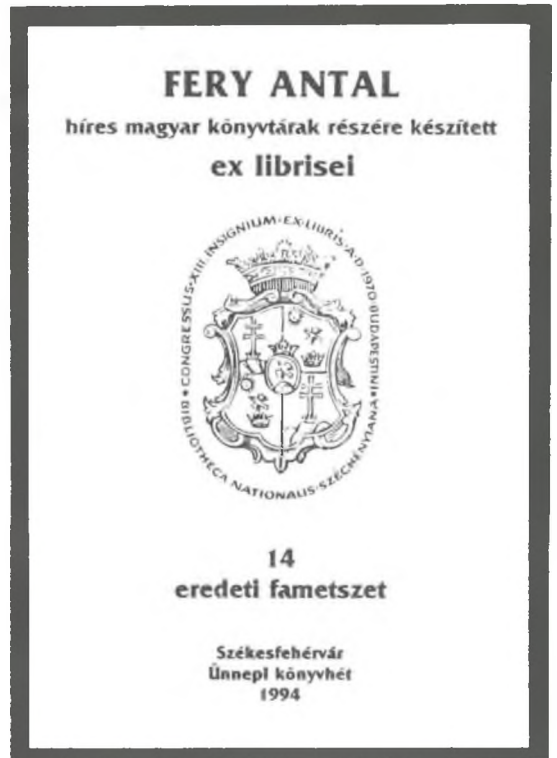 FERY ANTAL
híres magyar könyvtárak részére készített
ex librisei
CONGRESSUS·XIII·INSIGNIUM·EX·LIBRIS·A·D·1970·BUDAPESTINI
BIBLIOTHECA NATIONALIS·SZÉCHÉNYIANA
14
eredeti fametszet
Székesfehérvár
Ünnepi könyvhét
1994